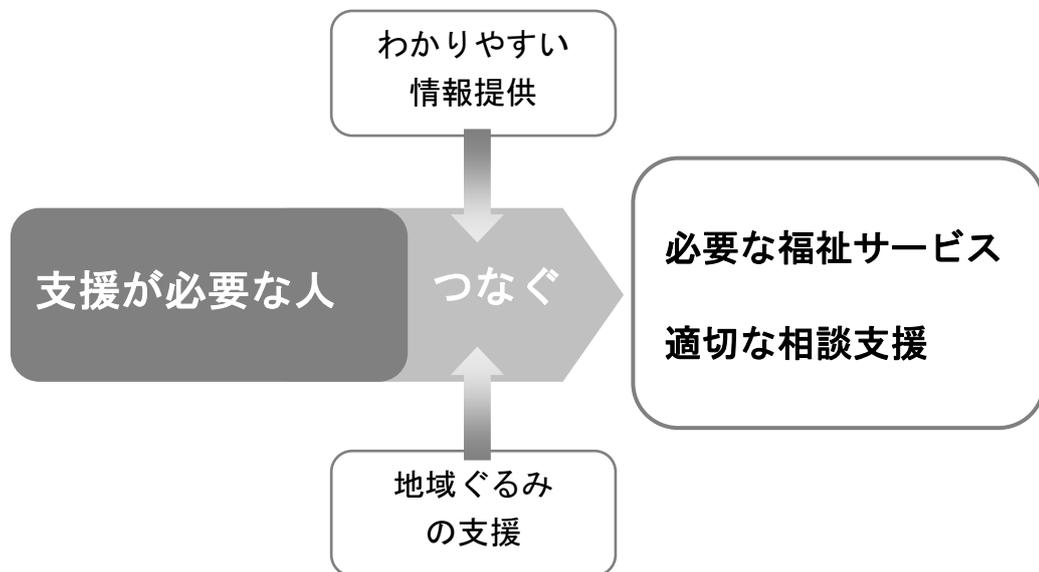 わかりやすい
情報提供
支援が必要な人
つなぐ
必要な福祉サービス
適切な相談支援
地域ぐるみ
の支援